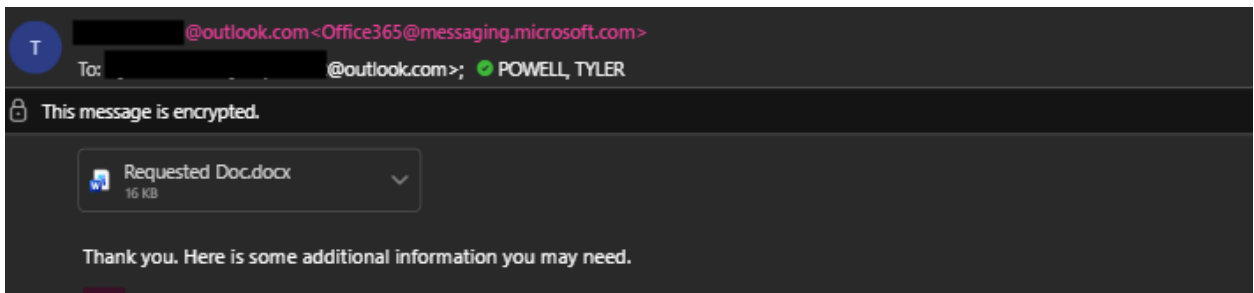 T
@outlook.com<Office365@messaging.microsoft.com>
To: @outlook.com>; POWELL, TYLER
This message is encrypted.
Requested Doc.docx
16 KB
Thank you. Here is some additional information you may need.